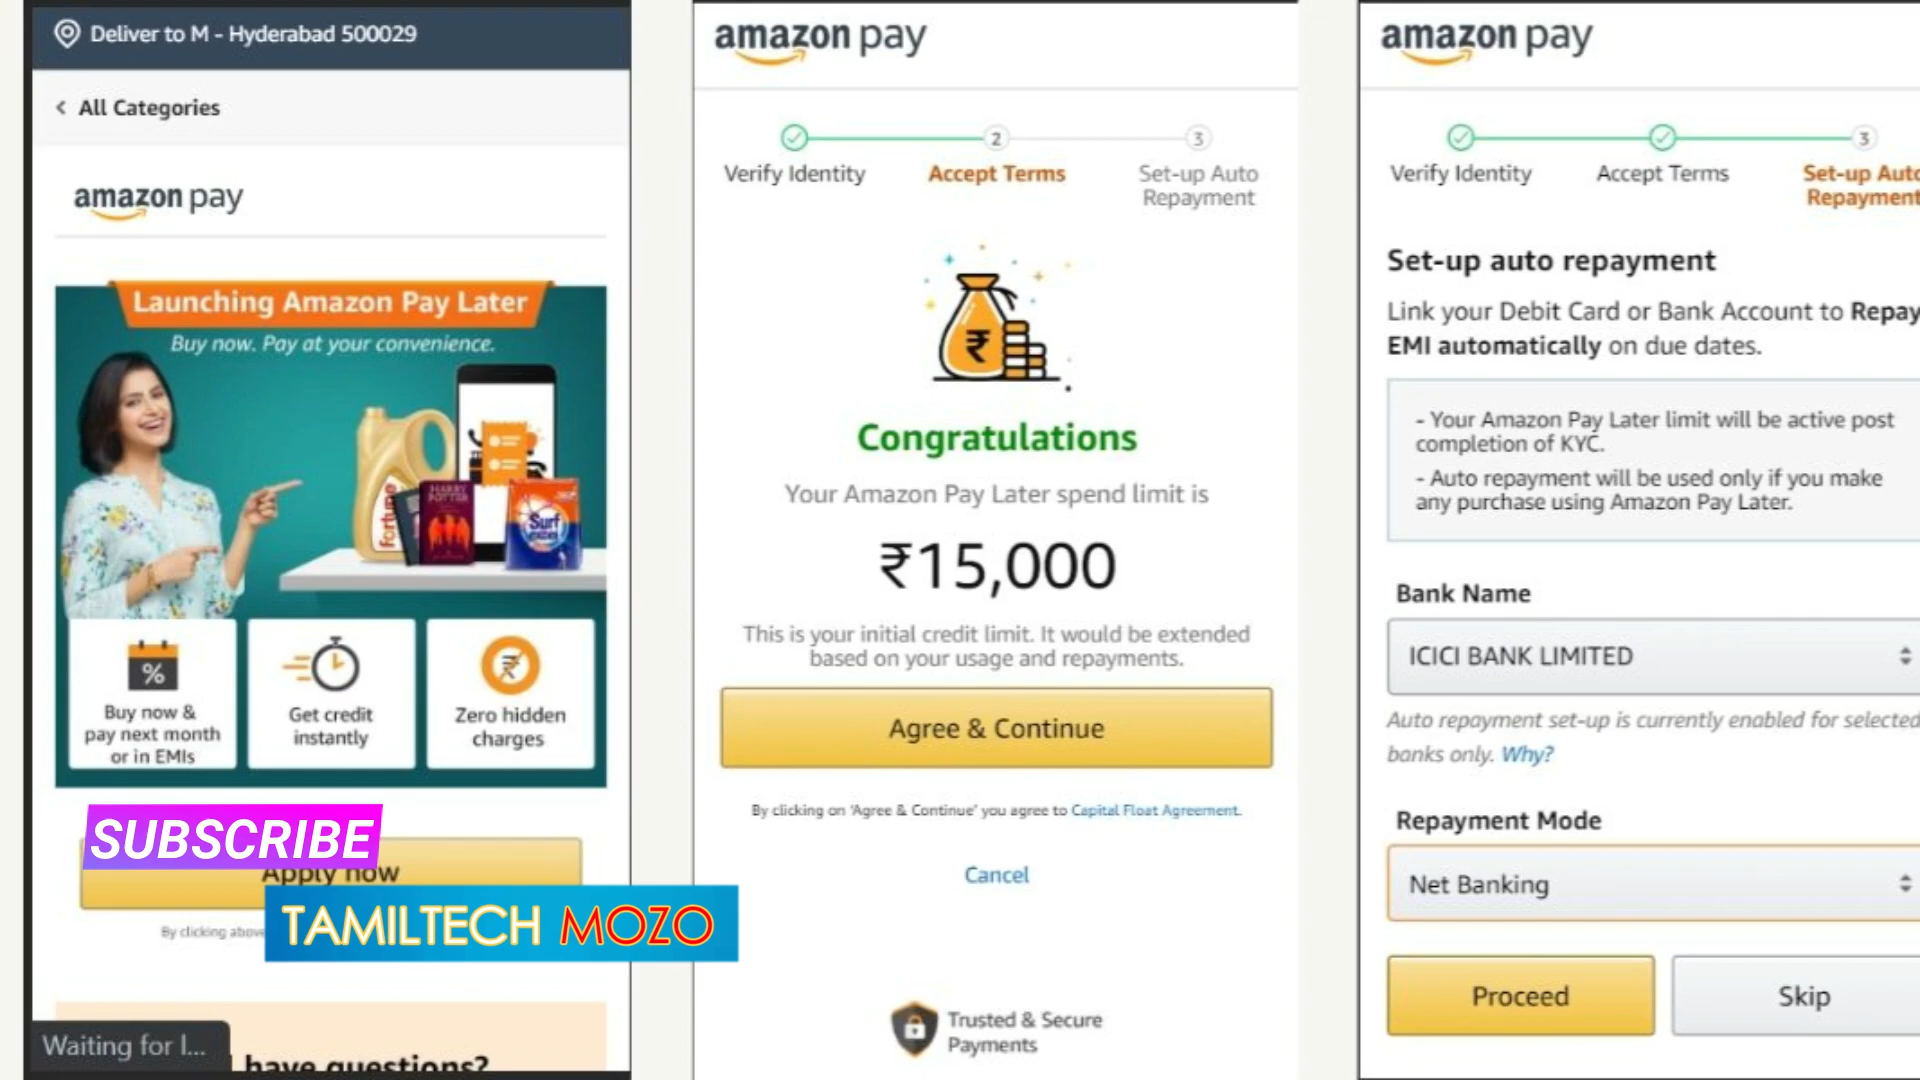 Deliver to M - Hyderabad 500029
All Categories
amazon pay
Launching Amazon Pay Later
Buy now. Pay at your convenience.
fortune
HARRY
POTTER
Surf
excel
%
Buy now &
pay next month
or in EMIs
Get credit
instantly
Zero hidden
charges
SUBSCRIBE
Apply now
TAMILTECH MOZO
By clicking above
Waiting for l...
have questions?
amazon pay
2
3
Verify Identity
Accept Terms
Set-up Auto
Repayment
₹
Congratulations
Your Amazon Pay Later spend limit is
₹15,000
This is your initial credit limit. It would be extended
based on your usage and repayments.
Agree & Continue
By clicking on 'Agree & Continue' you agree to Capital Float Agreement.
Cancel
Trusted & Secure
Payments
amazon pay
3
Verify Identity
Accept Terms
Set-up Auto
Repayment
Set-up auto repayment
Link your Debit Card or Bank Account to Repay
EMI automatically on due dates.
- Your Amazon Pay Later limit will be active post
completion of KYC.
- Auto repayment will be used only if you make
any purchase using Amazon Pay Later.
Bank Name
ICICI BANK LIMITED
Auto repayment set-up is currently enabled for selected
banks only. Why?
Repayment Mode
Net Banking
Proceed
Skip